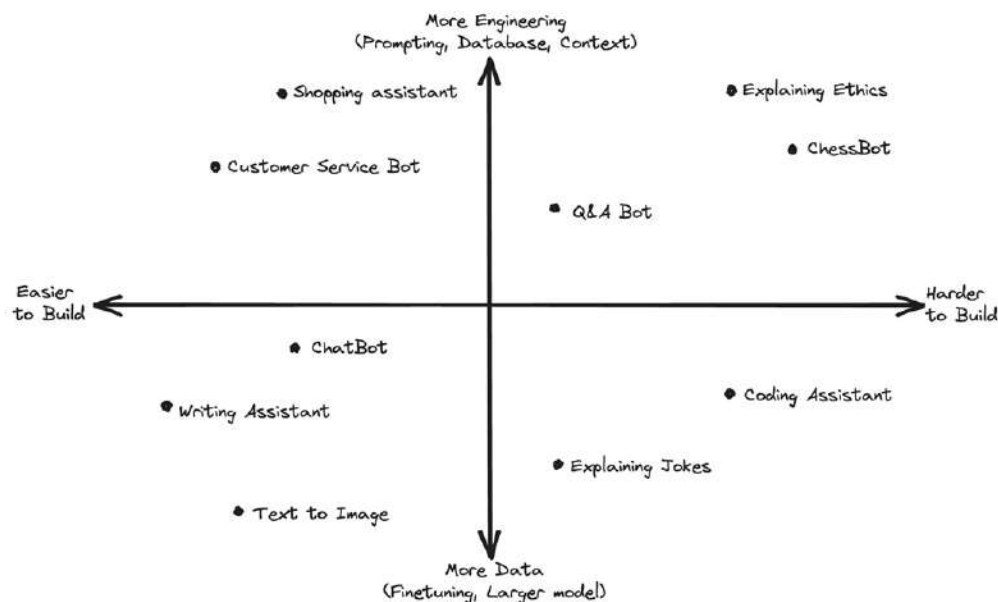 More Engineering
(Prompting, Database, Context)
Shopping assistant
Explaining Ethics
ChessBot
Customer Service Bot
Q&A Bot
Easier
to Build
Harder
to Build
ChatBot
Coding Assistant
Writing Assistant
Explaining Jokes
Text to Image
More Data
(Finetuning, Larger model)